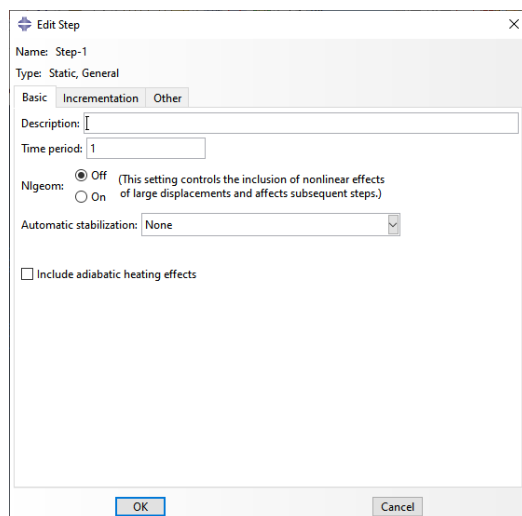 Edit Step
Name: Step-1
Type: Static, General
Basic Incrementation Other
Description:
Time period: 1
Nlgeom:
Off
On
(This setting controls the inclusion of nonlinear effects
of large displacements and affects subsequent steps.)
Automatic stabilization: None
Include adiabatic heating effects
OK Cancel